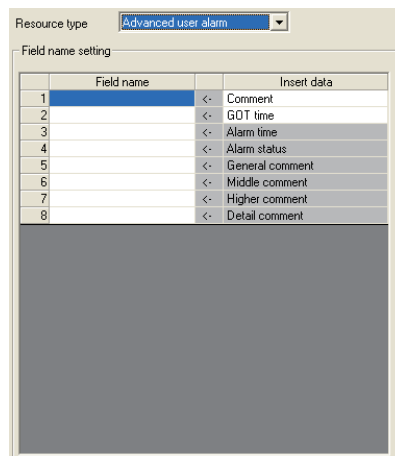 Resource type Advanced user alarm
Field name setting
Field name Insert data
1 <- Comment
2 <- GOT time
3 <- Alarm time
4 <- Alarm status
5 <- General comment
6 <- Middle comment
7 <- Higher comment
8 <- Detail comment